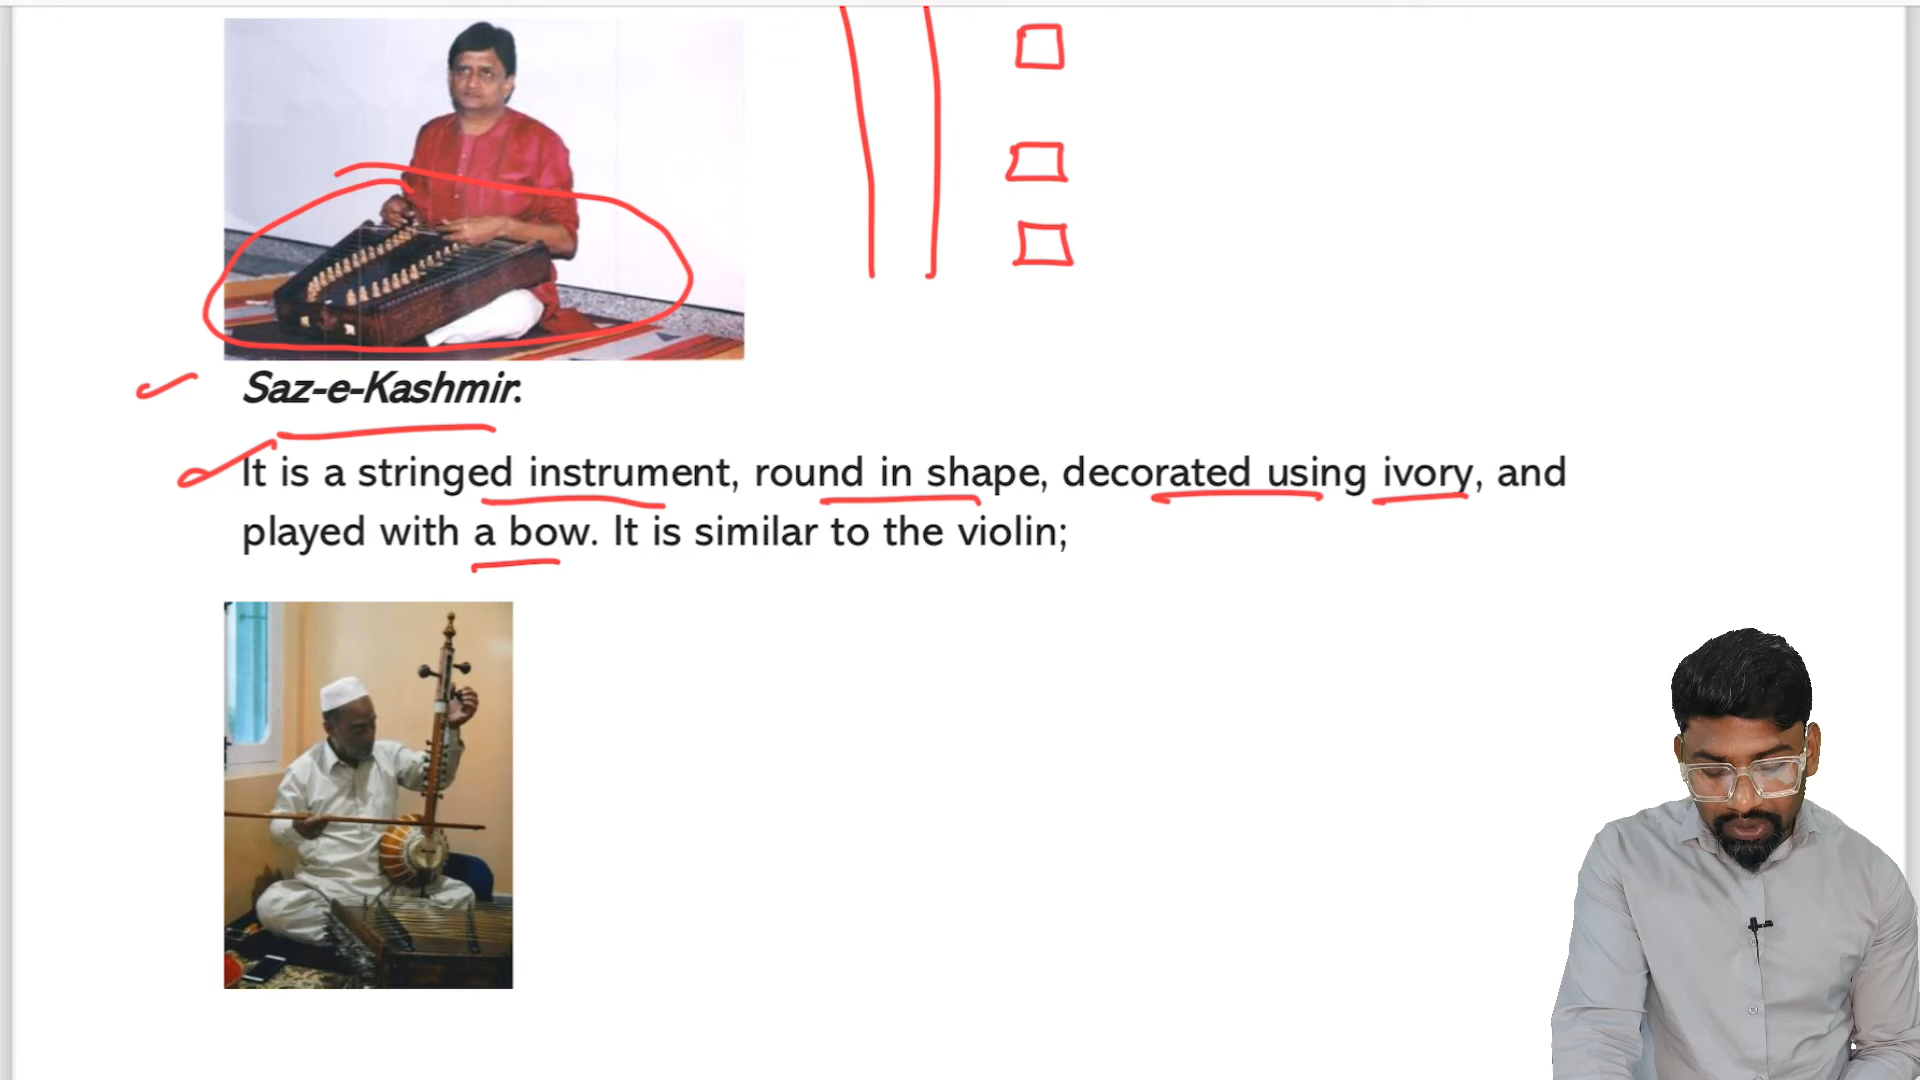 Saz-e-Kashmir:
It is a stringed instrument, round in shape, decorated using ivory, and
played with a bow. It is similar to the violin;